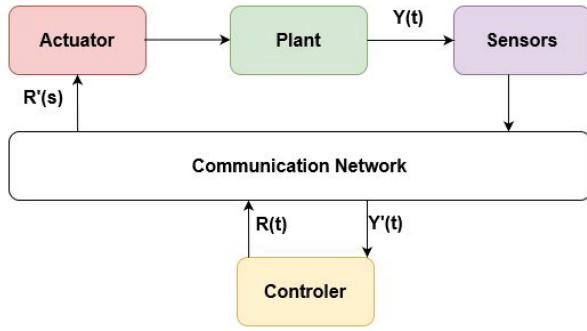 Actuator
Plant
Y(t)
Sensors
R'(s)
Communication Network
R(t)
Y'(t)
Controler